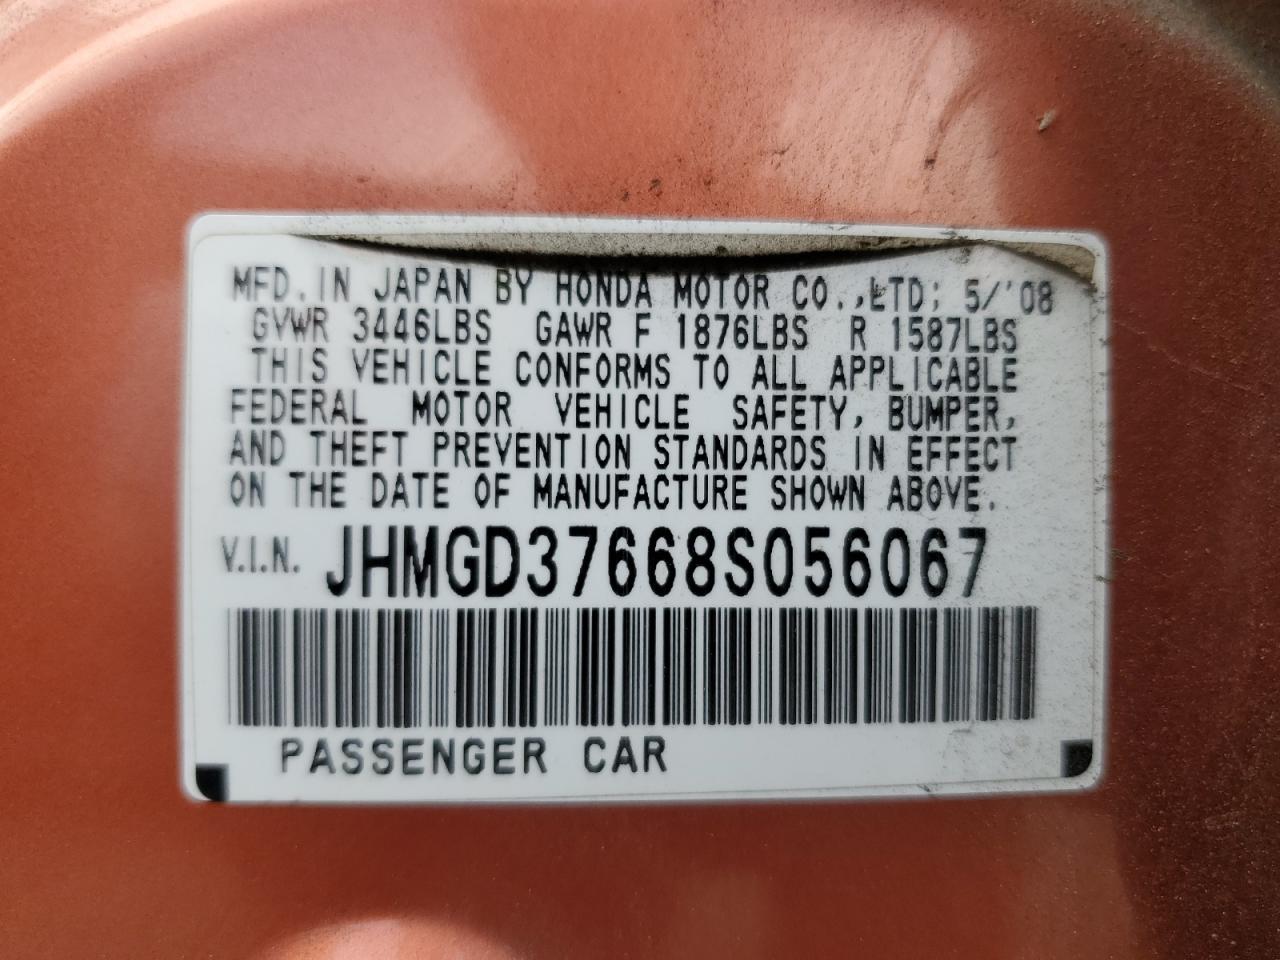 MFD. IN JAPAN BY HONDA MOTOR CO., LTD; 5/'08
GVWR 3446LBS GAWR F 1876LBS R 1587LBS
THIS VEHICLE CONFORMS TO ALL APPLICABLE
FEDERAL MOTOR VEHICLE SAFETY, BUMPER,
AND THEFT PREVENTION STANDARDS IN EFFECT
ON THE DATE OF MANUFACTURE SHOWN ABOVE.
V.I.N. JHMGD37668S056067
PASSENGER CAR